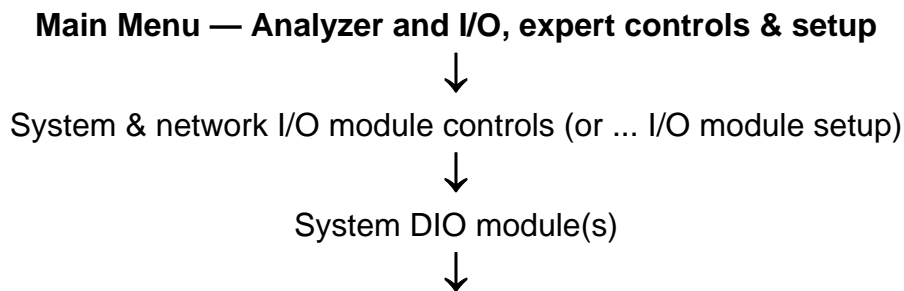 Main Menu — Analyzer and I/O, expert controls & setup
↓
System & network I/O module controls (or ... I/O module setup)
↓
System DIO module(s)
↓